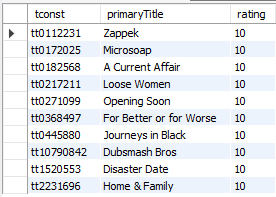 tconst primaryTitle rating
tt0112231 Zappek 10
tt0172025 Microsoap 10
tt0182568 A Current Affair 10
tt0217211 Loose Women 10
tt0271099 Opening Soon 10
tt0368497 For Better or for Worse 10
tt0445880 Journeys in Black 10
tt10790842 Dubsmash Bros 10
tt1520553 Disaster Date 10
tt2231696 Home & Family 10